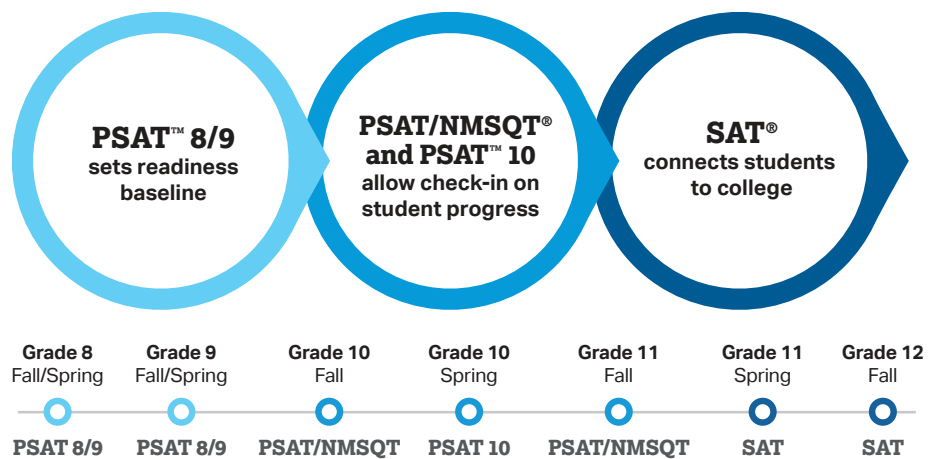 PSAT™ 8/9
sets readiness
baseline
PSAT/NMSQT®
and PSAT™ 10
allow check-in on
student progress
SAT®
connects students
to college
Grade 8
Fall/Spring
PSAT 8/9
Grade 9
Fall/Spring
PSAT 8/9
Grade 10
Fall
PSAT/NMSQT
Grade 10
Spring
PSAT 10
Grade 11
Fall
PSAT/NMSQT
Grade 11
Spring
SAT
Grade 12
Fall
SAT